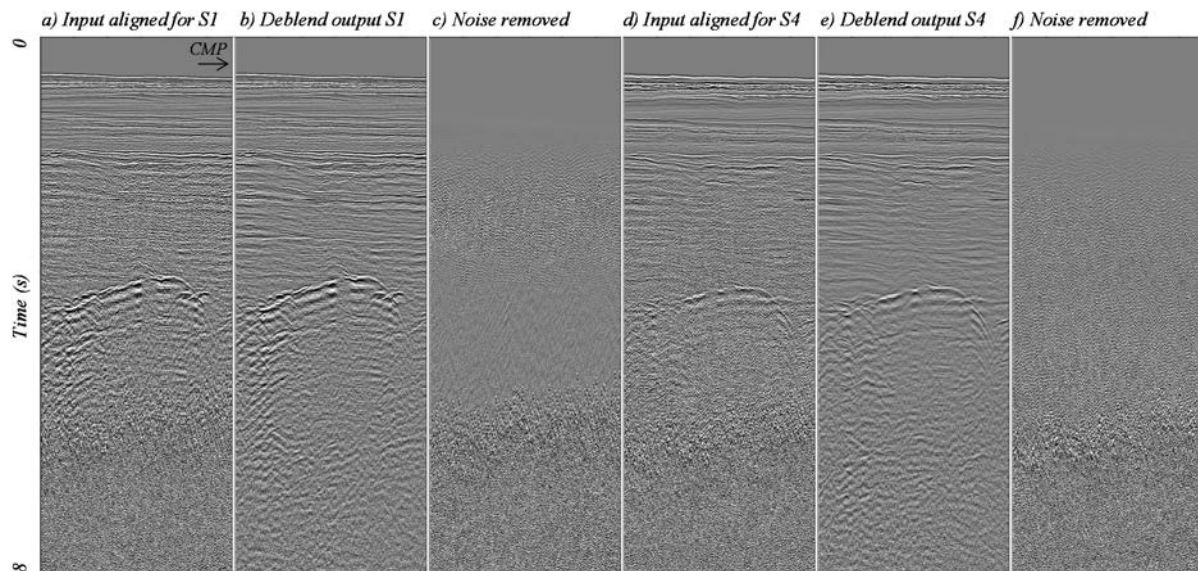 a) Input aligned for S1
b) Deblend output S1
c) Noise removed
d) Input aligned for S4
e) Deblend output S4
f) Noise removed
0
CMP
Time (s)
8